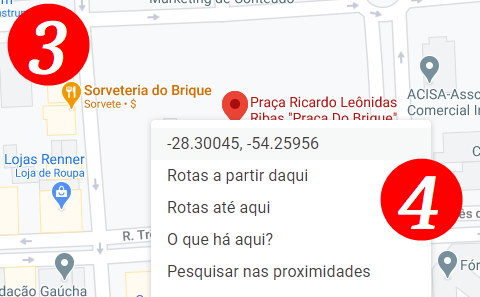 Marketing de Conteúdo
3
Sorveteria do Brique
Sorvete • $
ACISA-Asso
Comercial In
Praça Ricardo Leônidas
Ribas "Praça Do Brique"
-28.30045, -54.25956
Lojas Renner
Loja de Roupa
Rotas a partir daqui
4
Rotas até aqui
R. Tre
O que há aqui?
Fór
Pesquisar nas proximidades
dação Gaúcha